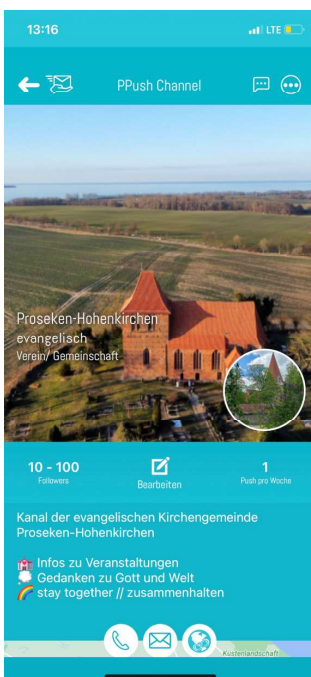 13:16
LTE
PPush Channel
Proseken-Hohenkirchen
evangelisch
Verein/ Gemeinschaft
10 - 100
Followers
Bearbeiten
1
Push pro Woche
Kanal der evangelischen Kirchengemeinde
Proseken-Hohenkirchen
Infos zu Veranstaltungen
Gedanken zu Gott und Welt
stay together // zusammenhalten
Küstenlandschaft